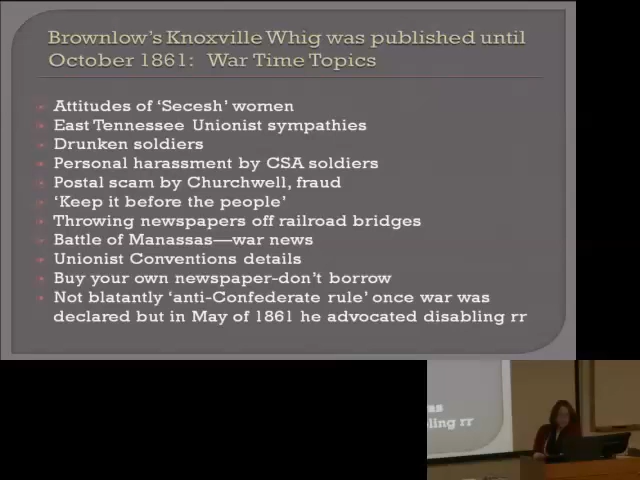 Brownlow's Knoxville Whig was published until
October 1861: War Time Topics
Attitudes of 'Secesh' women
East Tennessee Unionist sympathies
Drunken soldiers
Personal harassment by CSA soldiers
Postal scam by Churchwell, fraud
'Keep it before the people'
Throwing newspapers off railroad bridges
Battle of Manassas—war news
Unionist Conventions details
Buy your own newspaper-don't borrow
Not blatantly 'anti-Confederate rule' once war was
declared but in May of 1861 he advocated disabling rr
as
ling rr